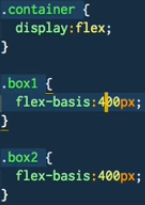 .container {
display:flex;
}
.box1 {
flex-basis:400px;
}
.box2 {
flex-basis:400px;
}